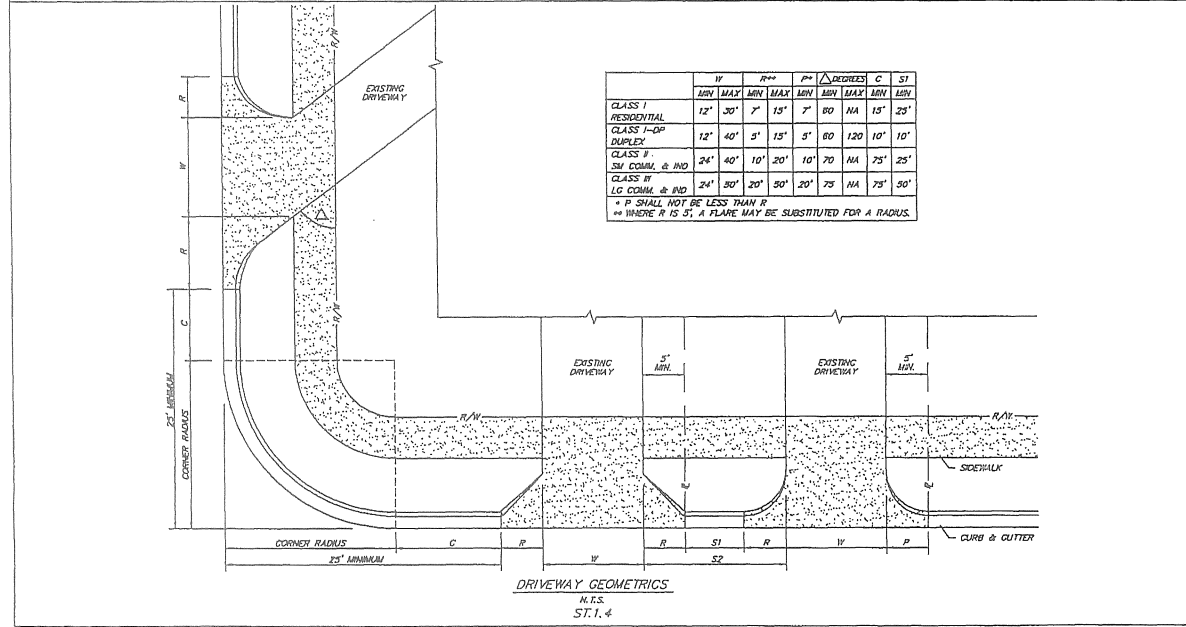 W R** P* △DEGREES C S1
MIN MAX MIN MAX MIN MIN MAX MIN MIN
CLASS I
RESIDENTIAL 12' 30' 7' 15' 7' 60 NA 15' 25'
CLASS I-DP
DUPLEX 12' 40' 5' 15' 5' 60 120 10' 10'
CLASS II
SM COMM. & IND 24' 40' 10' 20' 10' 70 NA 75' 25'
CLASS III
LG COMM. & IND 24' 50' 20' 50' 20' 75 NA 75' 50'
* P SHALL NOT BE LESS THAN R
** WHERE R IS 5', A FLARE MAY BE SUBSTITUTED FOR A RADIUS.
R/W
EXISTING
DRIVEWAY
R
W
△
R
C
R/W
25' MINIMUM
CORNER RADIUS
EXISTING
DRIVEWAY
5'
MIN.
EXISTING
DRIVEWAY
5'
MIN.
R/W
R/W
SIDEWALK
PL
PL
CURB & GUTTER
CORNER RADIUS C R R S1 R W P
25' MINIMUM W S2
DRIVEWAY GEOMETRICS
N.T.S.
ST.1.4